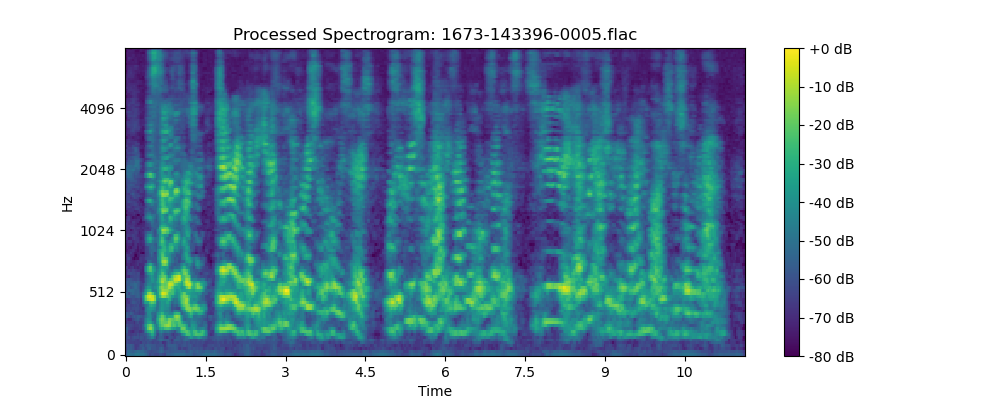 Processed Spectrogram: 1673-143396-0005.flac
Hz
4096
2048
1024
512
0
0 1.5 3 4.5 6 7.5 9 10
Time
+0 dB
-10 dB
-20 dB
-30 dB
-40 dB
-50 dB
-60 dB
-70 dB
-80 dB